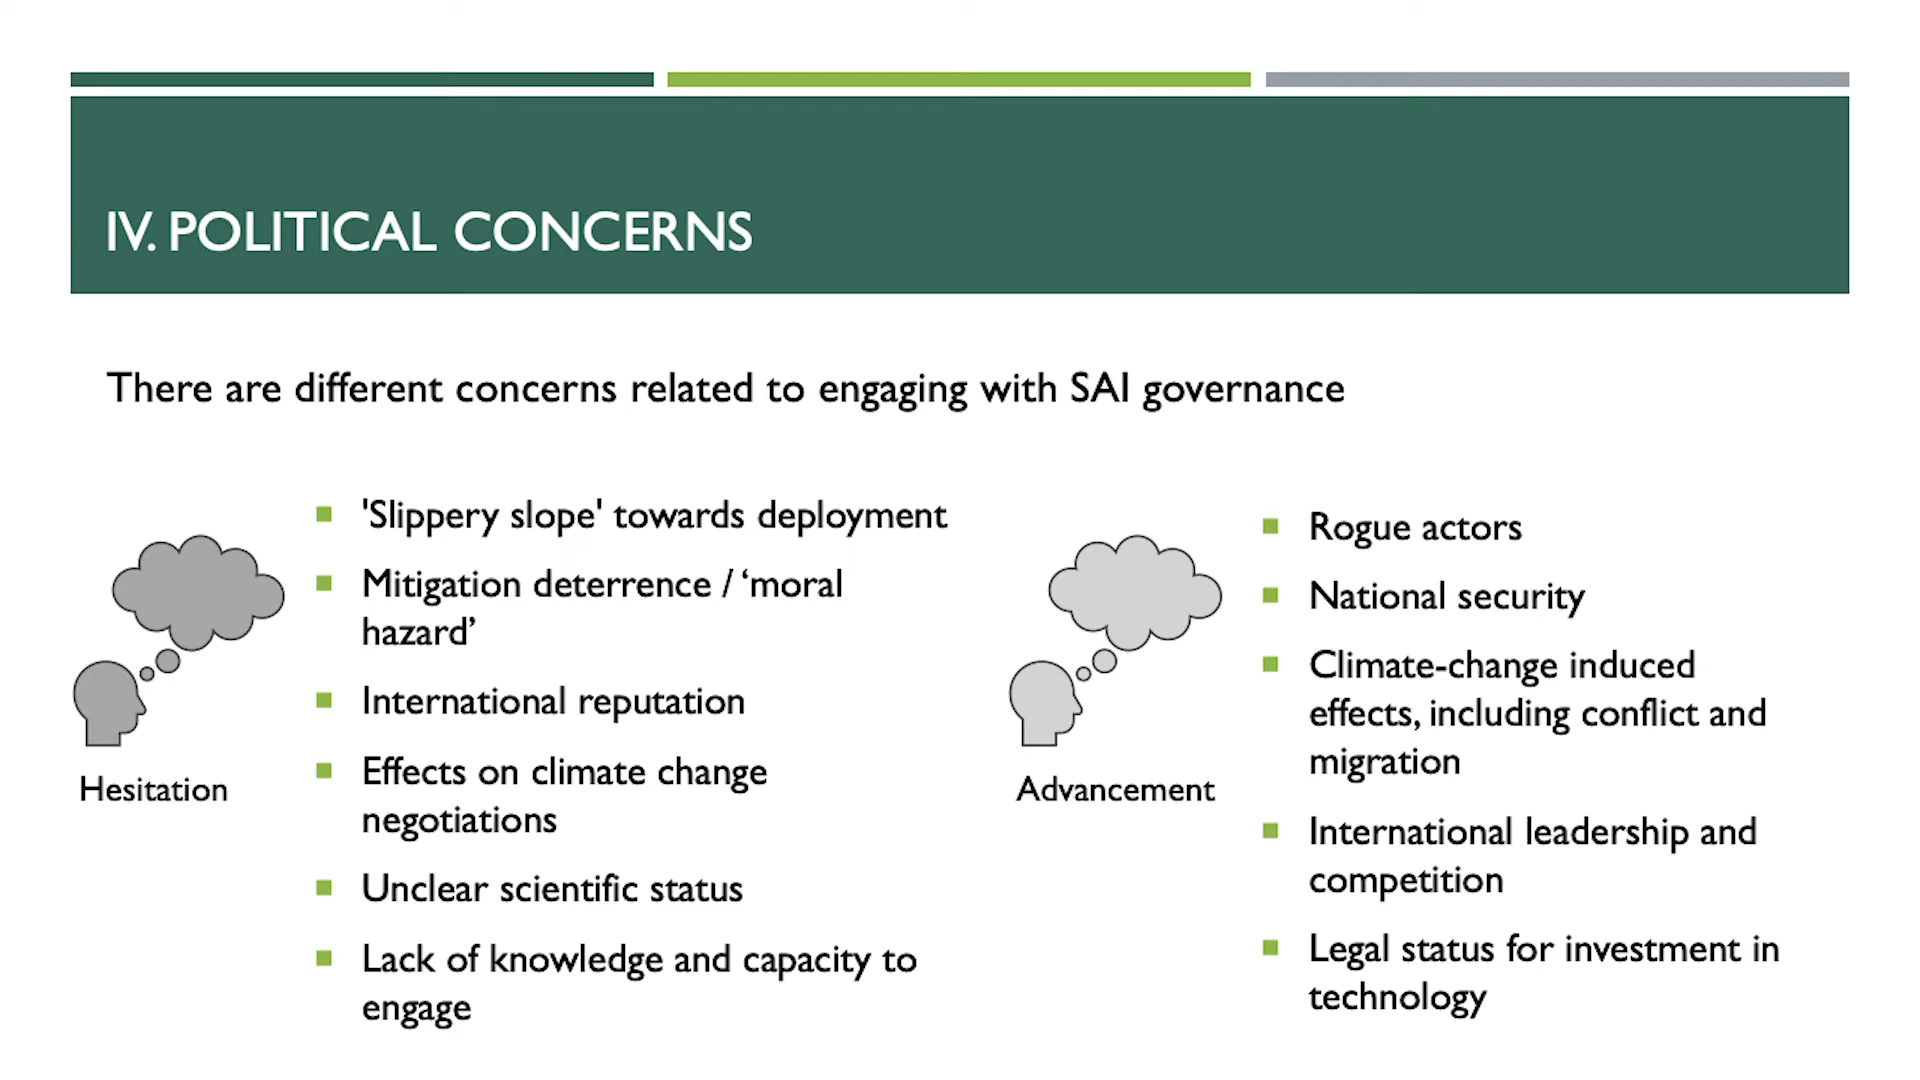 IV. POLITICAL CONCERNS
There are different concerns related to engaging with SAI governance
Hesitation
'Slippery slope' towards deployment
Mitigation deterrence / ‘moral
hazard’
International reputation
Effects on climate change
negotiations
Unclear scientific status
Lack of knowledge and capacity to
engage
Advancement
Rogue actors
National security
Climate-change induced
effects, including conflict and
migration
International leadership and
competition
Legal status for investment in
technology